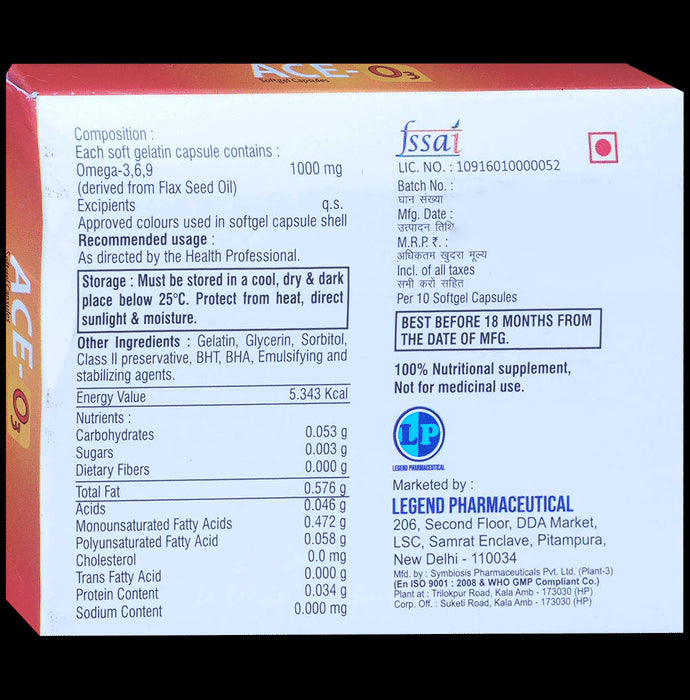 ACE-O3
Softgel Capsules
ACE-O3
Softgel Capsules
Composition :
Each soft gelatin capsule contains :
Omega-3,6,9 1000 mg
(derived from Flax Seed Oil)
Excipients q.s.
Approved colours used in softgel capsule shell
Recommended usage :
As directed by the Health Professional.
Storage : Must be stored in a cool, dry & dark
place below 25°C. Protect from heat, direct
sunlight & moisture.
Other Ingredients : Gelatin, Glycerin, Sorbitol,
Class II preservative, BHT, BHA, Emulsifying and
stabilizing agents.
Energy Value 5.343 Kcal
Nutrients :
Carbohydrates 0.053 g
Sugars 0.003 g
Dietary Fibers 0.000 g
Total Fat 0.576 g
Acids 0.046 g
Monounsaturated Fatty Acids 0.472 g
Polyunsaturated Fatty Acid 0.058 g
Cholesterol 0.0 mg
Trans Fatty Acid 0.000 g
Protein Content 0.034 g
Sodium Content 0.000 mg
fssai
LIC. NO. : 10916010000052
Batch No. :
घान संख्या
Mfg. Date :
उत्पादन तिथि
M.R.P. ₹. :
अधिकतम खुदरा मूल्य
Incl. of all taxes
सभी करों सहित
Per 10 Softgel Capsules
BEST BEFORE 18 MONTHS FROM
THE DATE OF MFG.
100% Nutritional supplement,
Not for medicinal use.
LP
LEGEND PHARMACEUTICAL
Marketed by :
LEGEND PHARMACEUTICAL
206, Second Floor, DDA Market,
LSC, Samrat Enclave, Pitampura,
New Delhi - 110034
Mfd. by : Symbiosis Pharmaceuticals Pvt. Ltd. (Plant-3)
(En ISO 9001 : 2008 & WHO GMP Compliant Co.)
Plant at : Trilokpur Road, Kala Amb - 173030 (HP)
Corp. Off. : Suketi Road, Kala Amb - 173030 (HP)